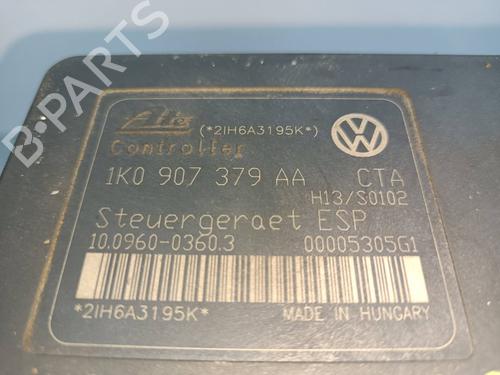 Ate (*2IH6A3195K*)
Controller
1K0 907 379 AA CTA
H13/S0102
Steuergeraet ESP
10.0960-0360.3 00005305G1
*2IH6A3195K* MADE IN HUNGARY
B-PARTS